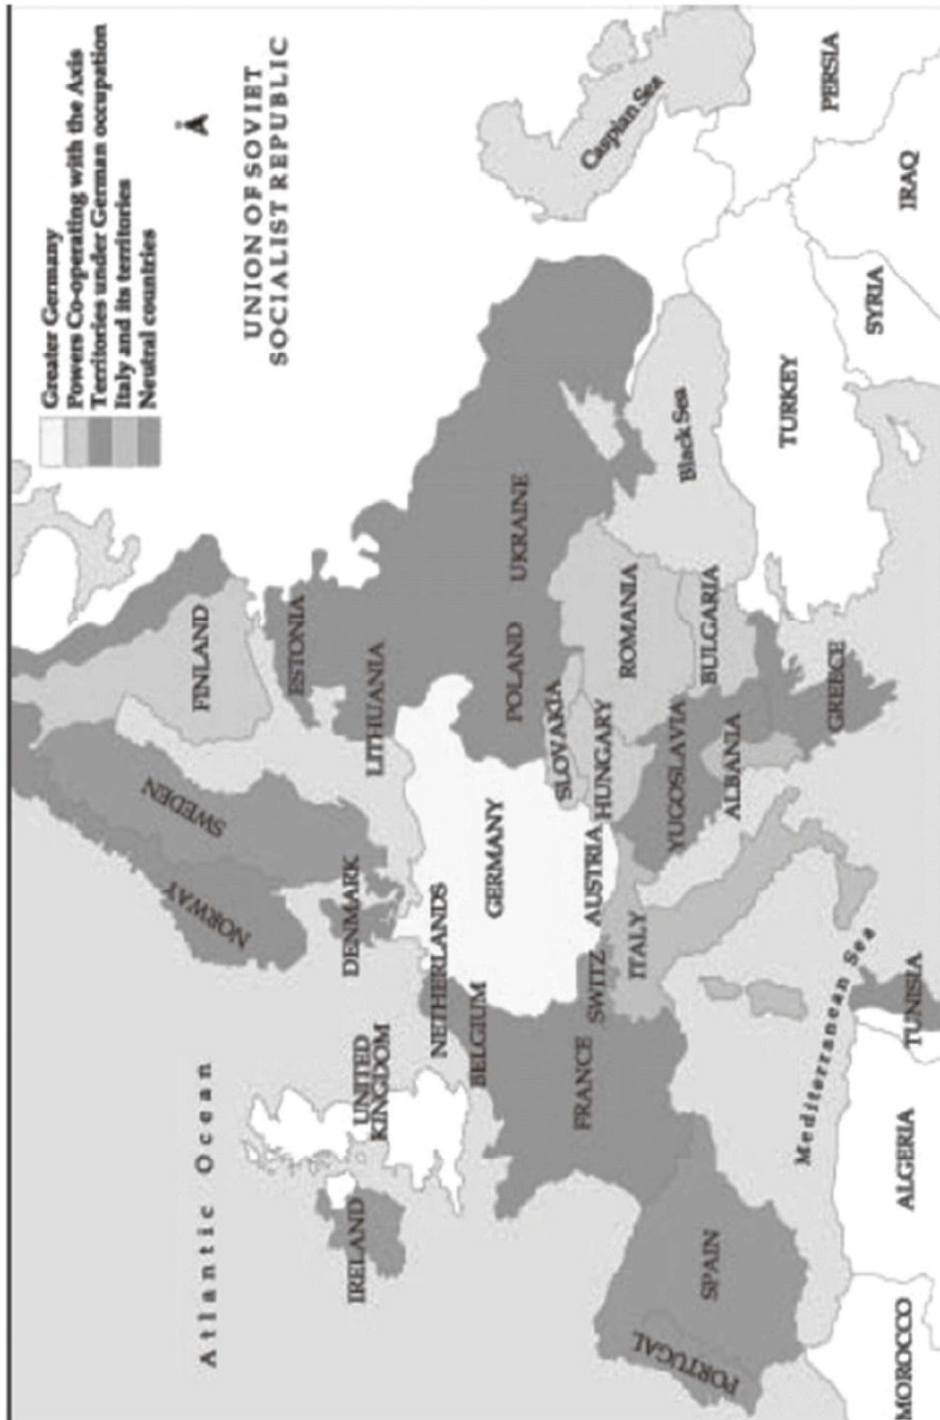 Greater Germany
Powers Co-operating with the Axis
Territories under German occupation
Italy and its territories
Neutral countries
UNION OF SOVIET
SOCIALIST REPUBLIC
Atlantic Ocean
NORWAY
SWEDEN
FINLAND
ESTONIA
LITHUANIA
DENMARK
UNITED
KINGDOM
IRELAND
NETHERLANDS
BELGIUM
GERMANY
POLAND
UKRAINE
SLOVAKIA
AUSTRIA
HUNGARY
FRANCE
SWITZ
ITALY
ROMANIA
YUGOSLAVIA
BULGARIA
ALBANIA
GREECE
Black Sea
Caspian Sea
PORTUGAL
SPAIN
Mediterranean Sea
TURKEY
SYRIA
IRAQ
PERSIA
MOROCCO
ALGERIA
TUNISIA